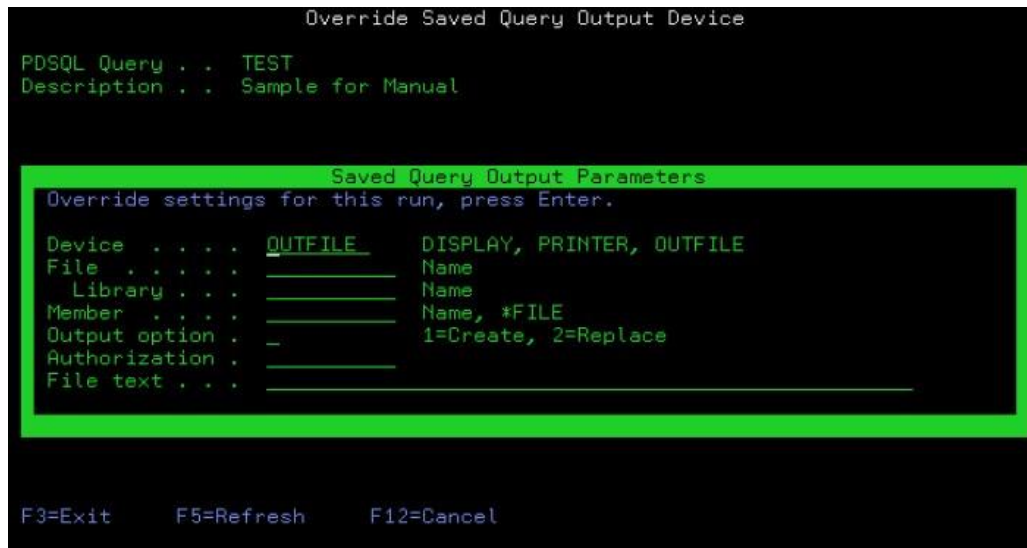 Override Saved Query Output Device
PDSQL Query . . TEST
Description . . Sample for Manual
Saved Query Output Parameters
Override settings for this run, press Enter.
Device . . . . OUTFILE DISPLAY, PRINTER, OUTFILE
File . . . . . Name
Library . . . Name
Member . . . . Name, *FILE
Output option . 1=Create, 2=Replace
Authorization .
File text . . .
F3=Exit F5=Refresh F12=Cancel